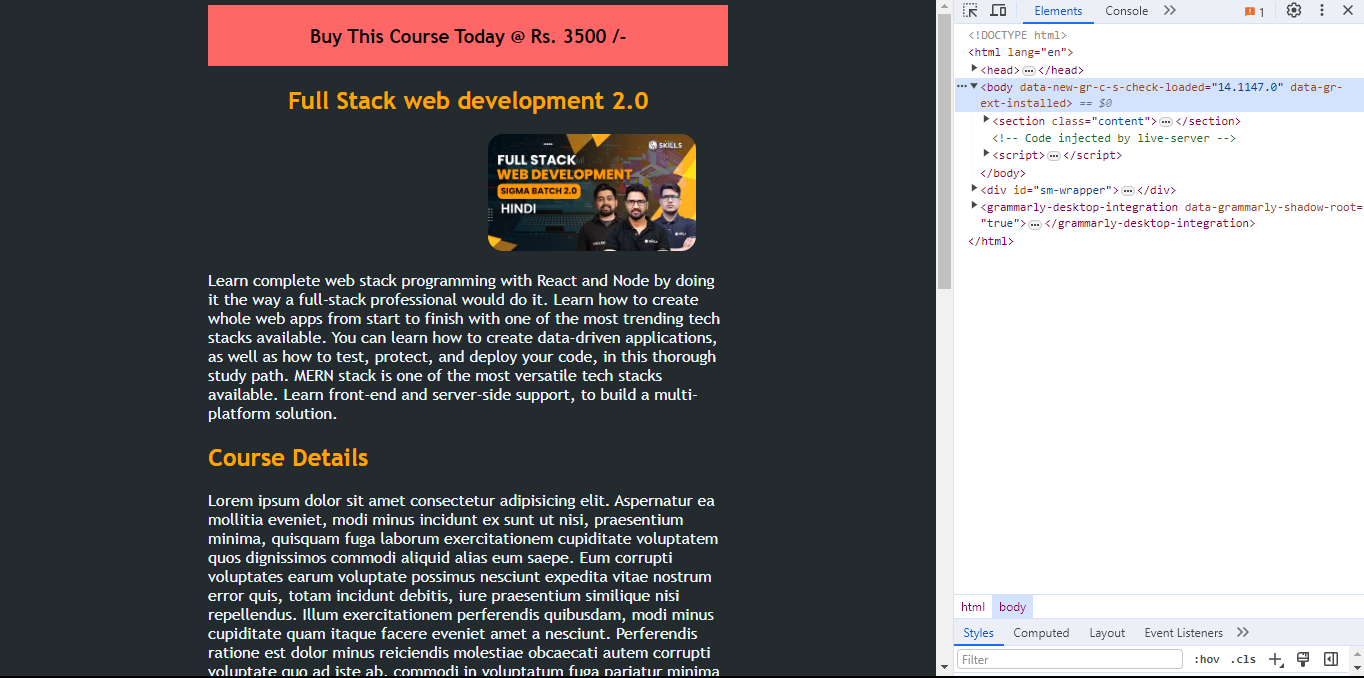 Buy This Course Today @ Rs. 3500 /-
Full Stack web development 2.0
SKILLS
FULL STACK
WEB DEVELOPMENT
SIGMA BATCH 2.0
HINDI
Learn complete web stack programming with React and Node by doing
it the way a full-stack professional would do it. Learn how to create
whole web apps from start to finish with one of the most trending tech
stacks available. You can learn how to create data-driven applications,
as well as how to test, protect, and deploy your code, in this thorough
study path. MERN stack is one of the most versatile tech stacks
available. Learn front-end and server-side support, to build a multi-
platform solution.
Course Details
Lorem ipsum dolor sit amet consectetur adipisicing elit. Aspernatur ea
mollitia eveniet, modi minus incidunt ex sunt ut nisi, praesentium
minima, quisquam fuga laborum exercitationem cupiditate voluptatem
quos dignissimos commodi aliquid alias eum saepe. Eum corrupti
voluptates earum voluptate possimus nesciunt expedita vitae nostrum
error quis, totam incidunt debitis, iure praesentium similique nisi
repellendus. Illum exercitationem perferendis quibusdam, modi minus
cupiditate quam itaque facere eveniet amet a nesciunt. Perferendis
ratione est dolor minus reiciendis molestiae obcaecati autem corrupti
voluptate quo ad iste ab, commodi in voluptatum fuga pariatur minima
Elements Console 1
<!DOCTYPE html>
<html lang="en">
<head>…</head>
<body data-new-gr-c-s-check-loaded="14.1147.0" data-gr-
ext-installed> == $0
<section class="content">…</section>
<!-- Code injected by live-server -->
<script>…</script>
</body>
<div id="sm-wrapper">…</div>
<grammarly-desktop-integration data-grammarly-shadow-root=
"true">…</grammarly-desktop-integration>
</html>
html body
Styles Computed Layout Event Listeners
Filter :hov .cls